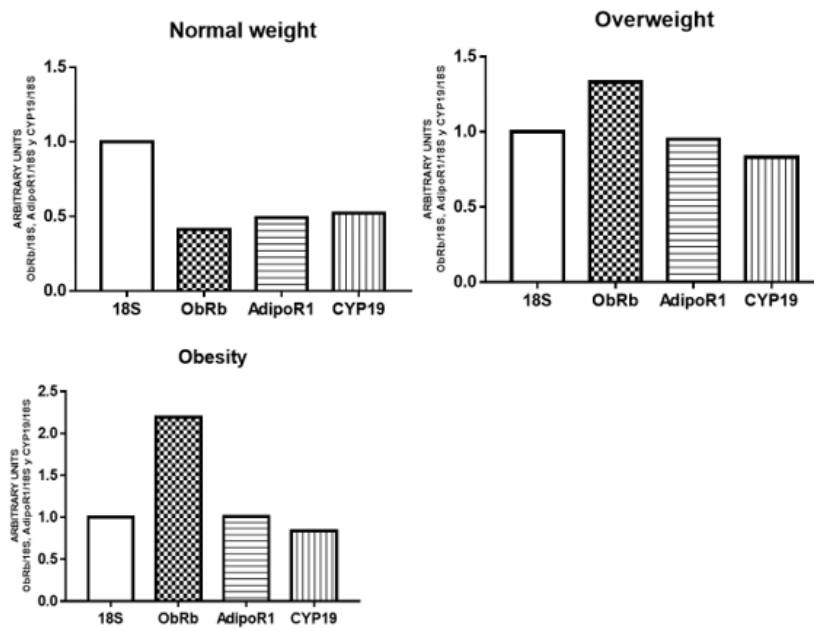 Normal weight
ARBITRARY UNITS
ObRb/18S, AdipoR1/18S y CYP19/18S
1.5
1.0
0.5
0.0
18S ObRb AdipoR1 CYP19
Overweight
ARBITRARY UNITS
ObRb/18S, AdipoR1/18S y CYP19/18S
1.5
1.0
0.5
0.0
18S ObRb AdipoR1 CYP19
Obesity
ARBITRARY UNITS
ObRb/18S, AdipoR1/18S y CYP19/18S
2.5
2.0
1.5
1.0
0.5
0.0
18S ObRb AdipoR1 CYP19